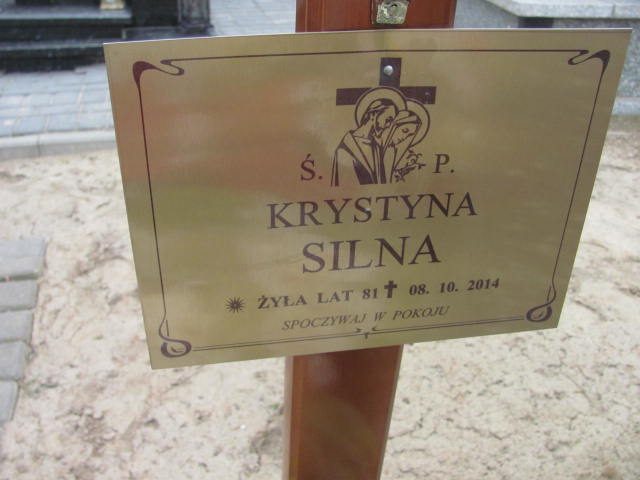 Ś. P.
KRYSTYNA
SILNA
ŻYŁA LAT 81 ✝ 08. 10. 2014
SPOCZYWAJ W POKOJU